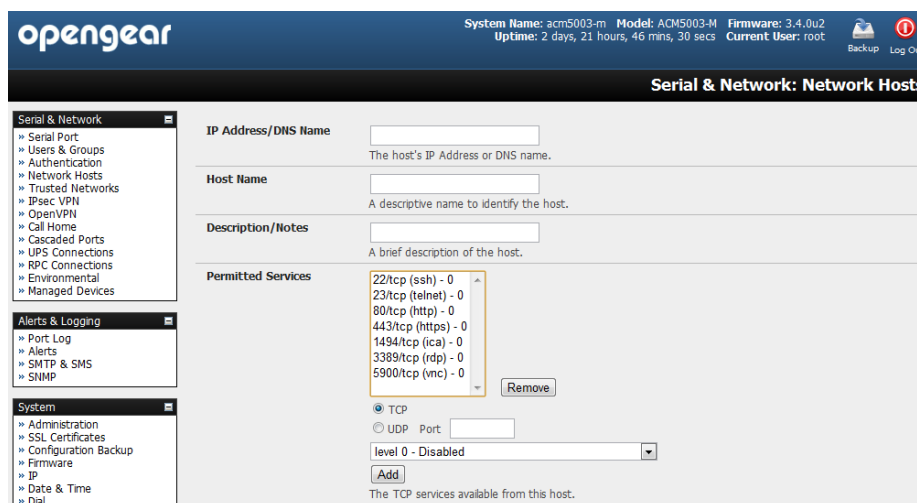 opengear
System Name: acm5003-m Model: ACM5003-M Firmware: 3.4.0u2
Uptime: 2 days, 21 hours, 46 mins, 30 secs Current User: root
Backup
Log O
Serial & Network: Network Hosts
Serial & Network
» Serial Port
» Users & Groups
» Authentication
» Network Hosts
» Trusted Networks
» IPsec VPN
» OpenVPN
» Call Home
» Cascaded Ports
» UPS Connections
» RPC Connections
» Environmental
» Managed Devices
Alerts & Logging
» Port Log
» Alerts
» SMTP & SMS
» SNMP
System
» Administration
» SSL Certificates
» Configuration Backup
» Firmware
» IP
» Date & Time
» Dial
IP Address/DNS Name
The host's IP Address or DNS name.
Host Name
A descriptive name to identify the host.
Description/Notes
A brief description of the host.
Permitted Services
22/tcp (ssh) - 0
23/tcp (telnet) - 0
80/tcp (http) - 0
443/tcp (https) - 0
1494/tcp (ica) - 0
3389/tcp (rdp) - 0
5900/tcp (vnc) - 0
Remove
TCP
UDP Port
level 0 - Disabled
Add
The TCP services available from this host.